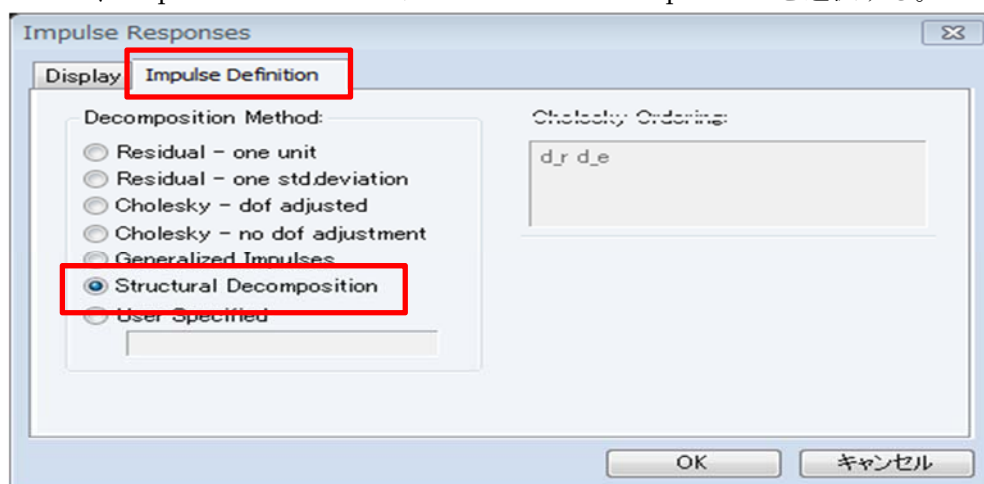 Impulse Responses
Display
Impulse Definition
Decomposition Method:
Residual - one unit
Residual - one std.deviation
Cholesky - dof adjusted
Cholesky - no dof adjustment
Generalized Impulses
Structural Decomposition
User Specified
Cholesky Ordering:
d_r d_e
OK
キャンセル